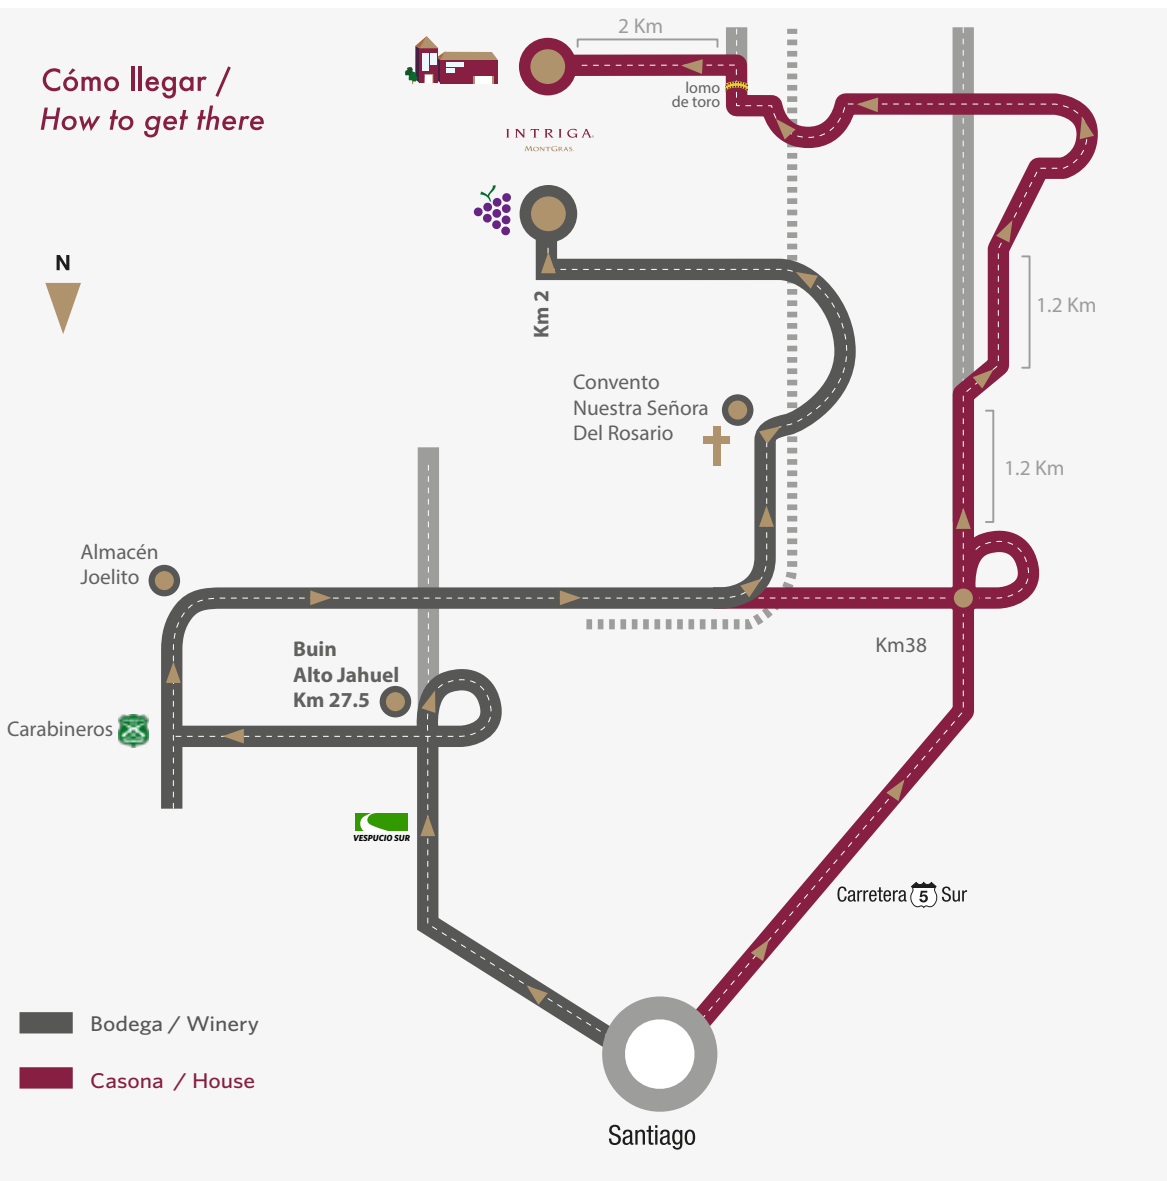 Cómo llegar /
How to get there
2 Km
lomo
de toro
INTRIGA
MONTGRAS
N
Km 2
1.2 Km
Convento
Nuestra Señora
Del Rosario
1.2 Km
Almacén
Joelito
Km38
Buin
Alto Jahuel
Km 27.5
Carabineros
VESPUCIO SUR
Carretera 5 Sur
Bodega / Winery
Casona / House
Santiago